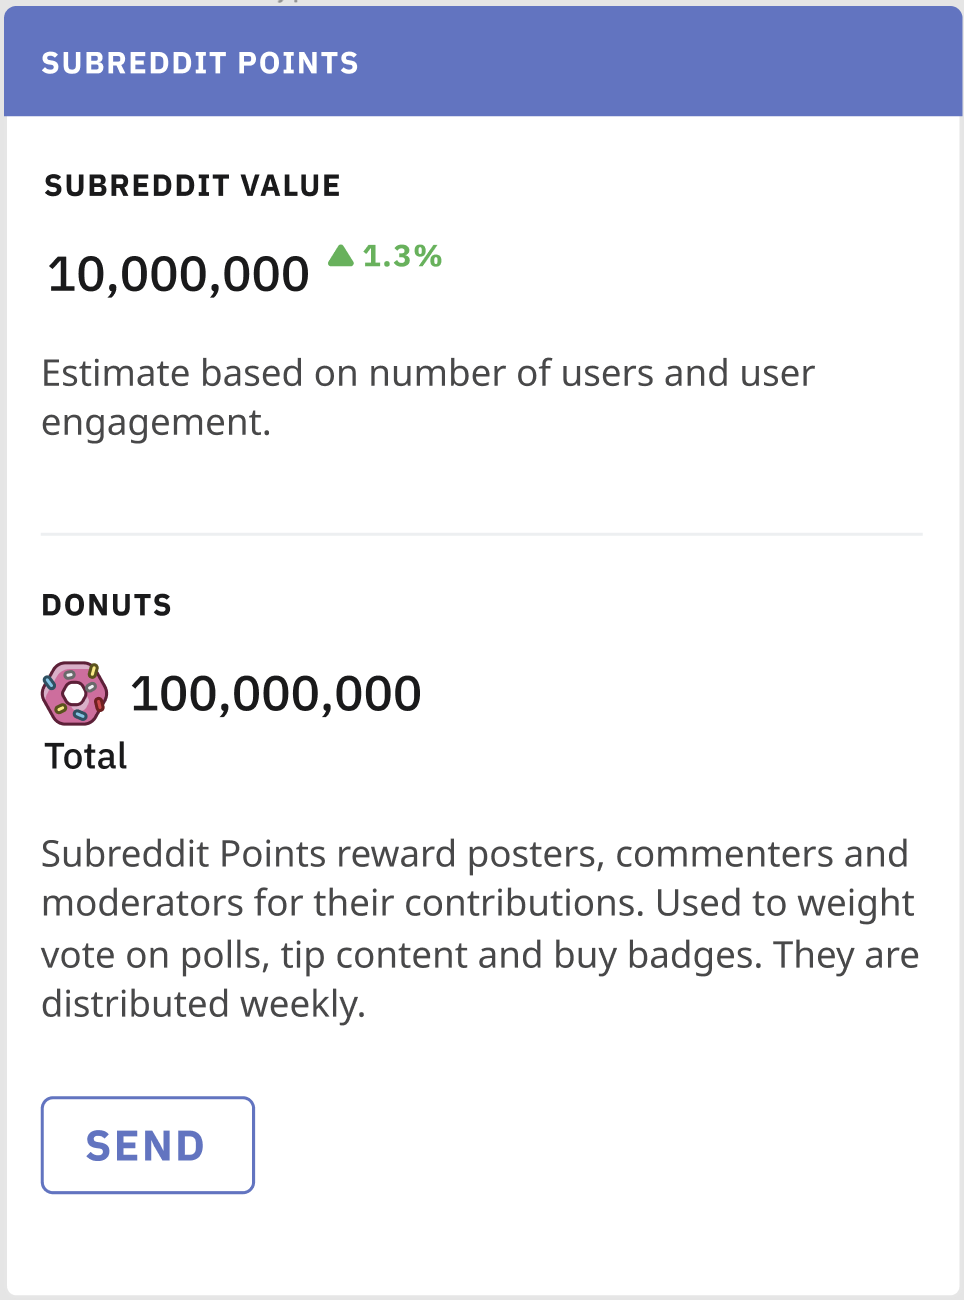 SUBREDDIT POINTS
SUBREDDIT VALUE
10,000,000 ▲ 1.3%
Estimate based on number of users and user
engagement.
DONUTS
100,000,000
Total
Subreddit Points reward posters, commenters and
moderators for their contributions. Used to weight
vote on polls, tip content and buy badges. They are
distributed weekly.
SEND